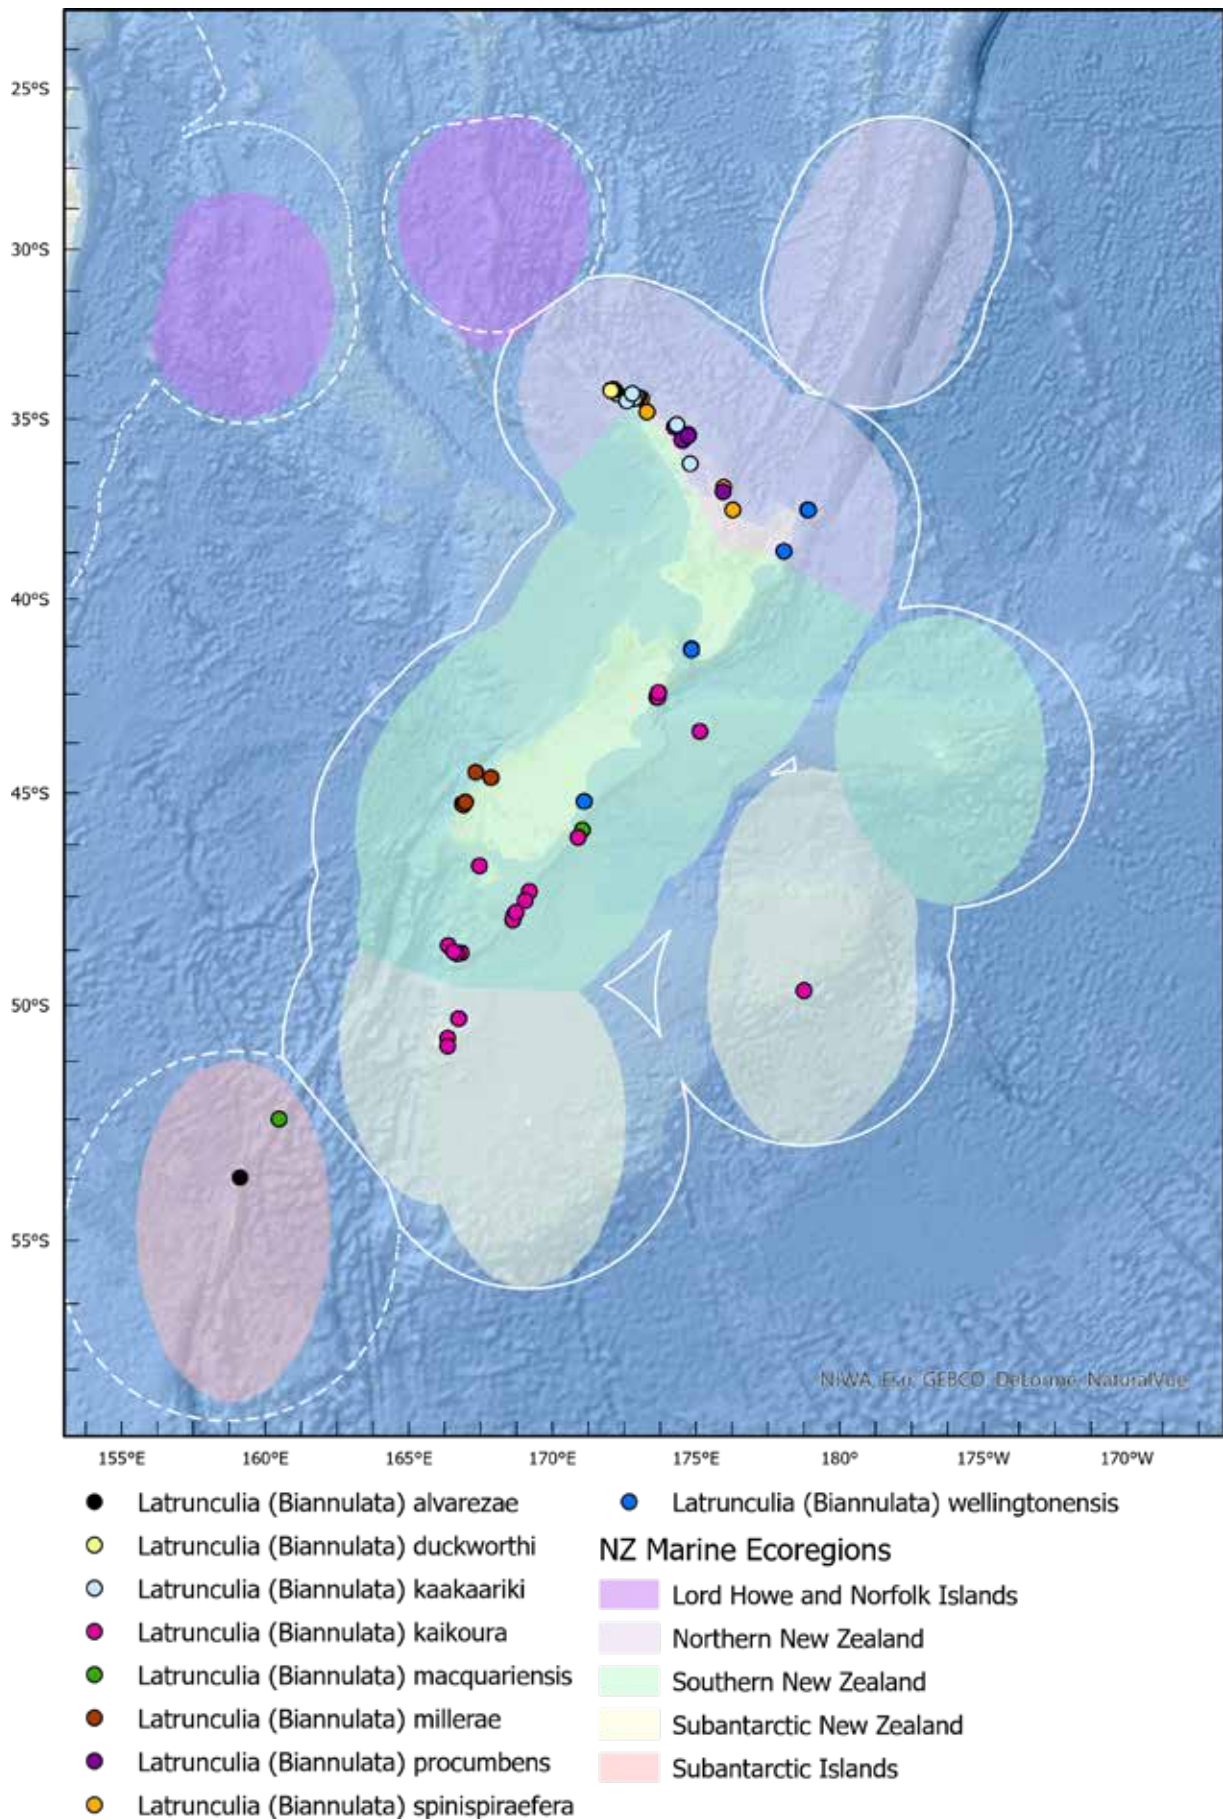 25°S
30°S
35°S
40°S
45°S
50°S
55°S
NIWA, Esri, GEBCO, DeLorme, NaturalVue
155°E 160°E 165°E 170°E 175°E 180° 175°W 170°W
Latrunculia (Biannulata) alvarezae
Latrunculia (Biannulata) duckworthi
Latrunculia (Biannulata) kaakaariki
Latrunculia (Biannulata) kaikoura
Latrunculia (Biannulata) macquariensis
Latrunculia (Biannulata) millerae
Latrunculia (Biannulata) procumbens
Latrunculia (Biannulata) spinispiraefera
Latrunculia (Biannulata) wellingtonensis
NZ Marine Ecoregions
Lord Howe and Norfolk Islands
Northern New Zealand
Southern New Zealand
Subantarctic New Zealand
Subantarctic Islands